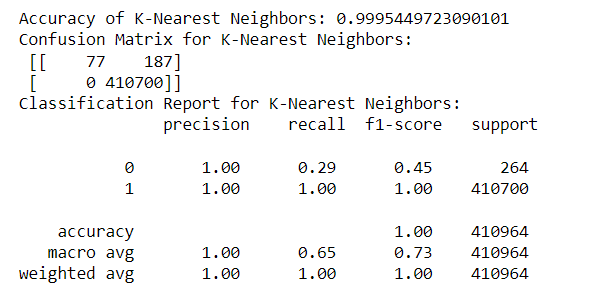 Accuracy of K-Nearest Neighbors: 0.9995449723090101
Confusion Matrix for K-Nearest Neighbors:
[[    77    187]
[     0 410700]]
Classification Report for K-Nearest Neighbors:
precision    recall  f1-score   support
0       1.00      0.29      0.45       264
1       1.00      1.00      1.00    410700
accuracy                           1.00    410964
macro avg       1.00      0.65      0.73    410964
weighted avg       1.00      1.00      1.00    410964